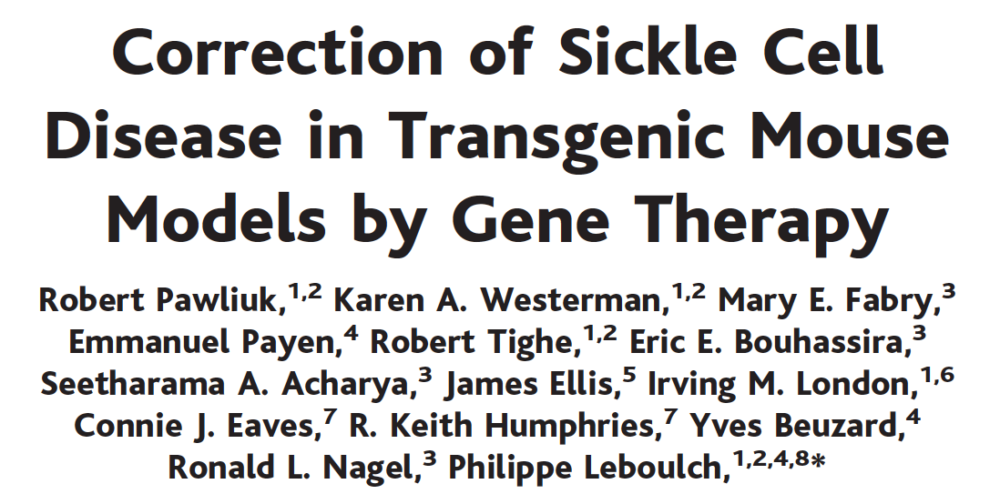 Correction of Sickle Cell
Disease in Transgenic Mouse
Models by Gene Therapy
Robert Pawliuk,1,2 Karen A. Westerman,1,2 Mary E. Fabry,3
Emmanuel Payen,4 Robert Tighe,1,2 Eric E. Bouhassira,3
Seetharama A. Acharya,3 James Ellis,5 Irving M. London,1,6
Connie J. Eaves,7 R. Keith Humphries,7 Yves Beuzard,4
Ronald L. Nagel,3 Philippe Leboulch,1,2,4,8*